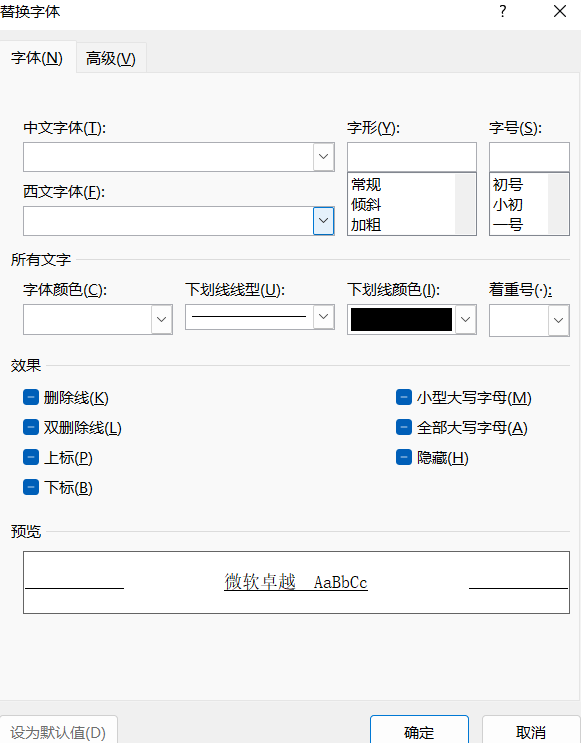 替换字体 ?
字体(N) 高级(V)
中文字体(T): 字形(Y): 字号(S):
常规 初号
西文字体(F): 倾斜 小初
加粗 一号
所有文字
字体颜色(C): 下划线线型(U): 下划线颜色(I): 着重号(·):
效果
删除线(K) 小型大写字母(M)
双删除线(L) 全部大写字母(A)
上标(P) 隐藏(H)
下标(B)
预览
微软卓越 AaBbCc
设为默认值(D) 确定 取消